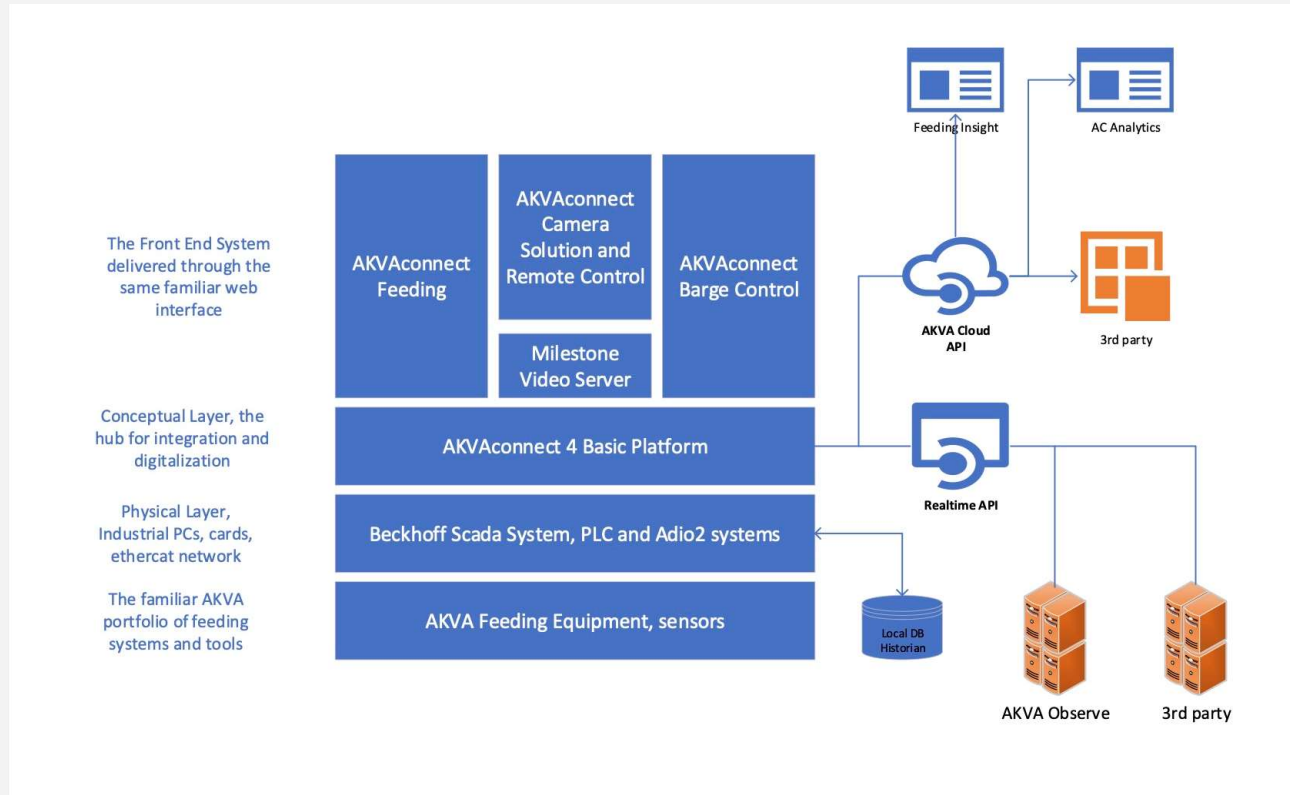 The Front End System
delivered through the
same familiar web
interface
Conceptual Layer, the
hub for integration and
digitalization
Physical Layer,
Industrial PCs, cards,
ethercat network
The familiar AKVA
portfolio of feeding
systems and tools
AKVAconnect
Feeding
AKVAconnect
Camera
Solution and
Remote Control
Milestone
Video Server
AKVAconnect
Barge Control
AKVAconnect 4 Basic Platform
Beckhoff Scada System, PLC and Adio2 systems
AKVA Feeding Equipment, sensors
Feeding Insight
AC Analytics
AKVA Cloud
API
3rd party
Realtime API
Local DB
Historian
AKVA Observe
3rd party